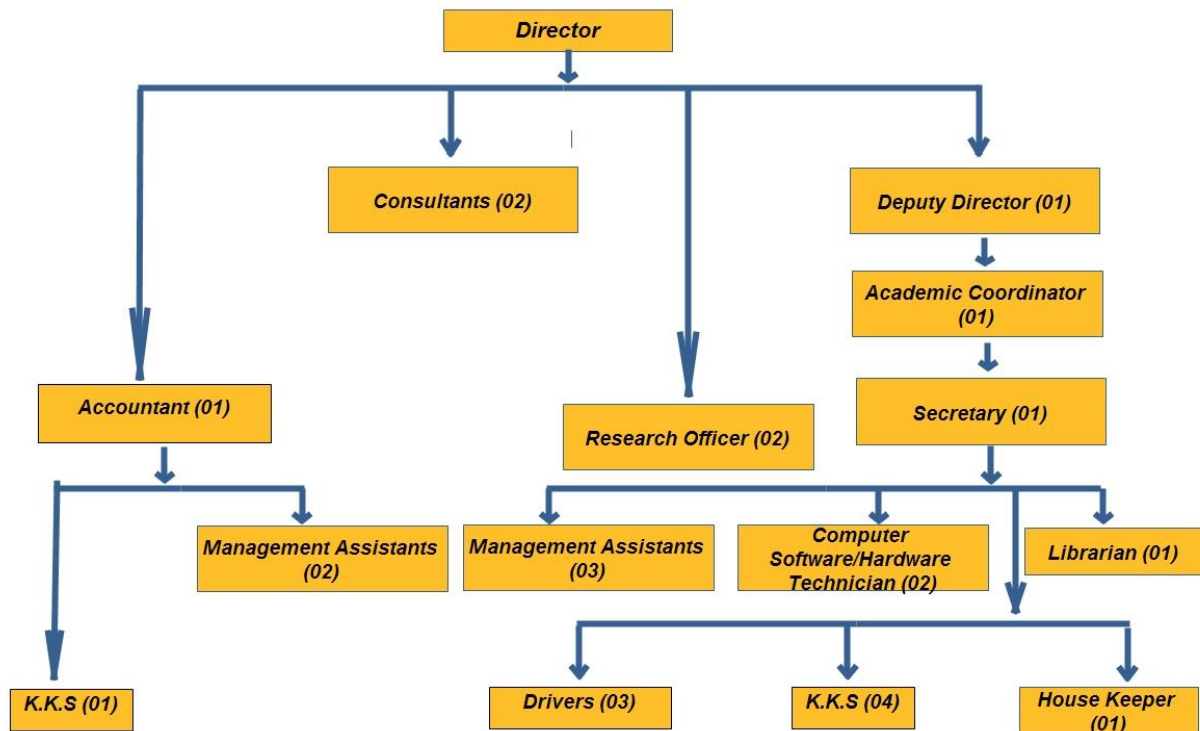 Director
Consultants (02)
Deputy Director (01)
Academic Coordinator
(01)
Accountant (01)
Research Officer (02)
Secretary (01)
Management Assistants
(02)
Management Assistants
(03)
Computer
Software/Hardware
Technician (02)
Librarian (01)
K.K.S (01)
Drivers (03)
K.K.S (04)
House Keeper
(01)